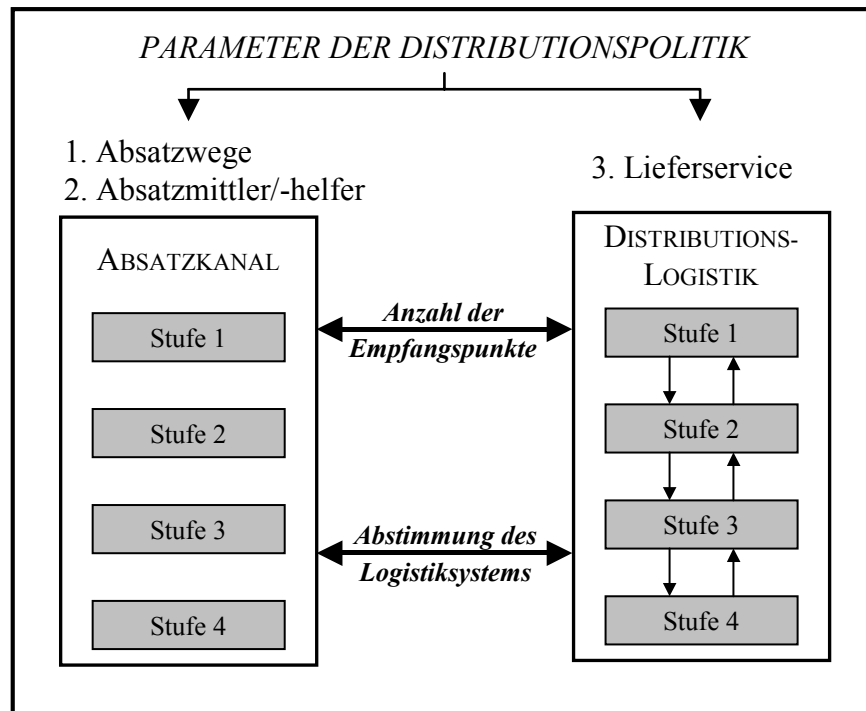 PARAMETER DER DISTRIBUTIONSPOLITIK
1. Absatzwege
2. Absatzmittler/-helfer
ABSATZKANAL
Stufe 1
Stufe 2
Stufe 3
Stufe 4
Anzahl der
Empfangspunkte
Abstimmung des
Logistiksystems
3. Lieferservice
DISTRIBUTIONS-
LOGISTIK
Stufe 1
Stufe 2
Stufe 3
Stufe 4